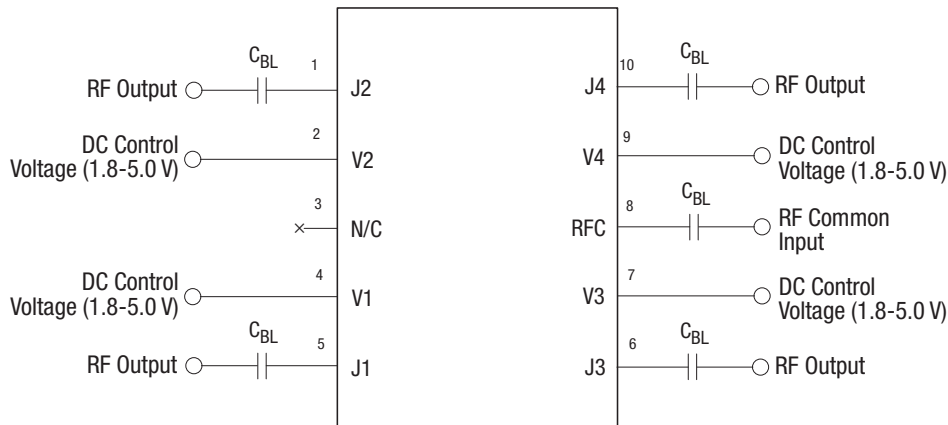 C_BL
1
RF Output
J2
DC Control
Voltage (1.8-5.0 V)
2
V2
3
N/C
DC Control
Voltage (1.8-5.0 V)
4
V1
C_BL
5
RF Output
J1
C_BL
10
J4
RF Output
9
V4
DC Control
Voltage (1.8-5.0 V)
C_BL
8
RFC
RF Common
Input
7
V3
DC Control
Voltage (1.8-5.0 V)
C_BL
6
J3
RF Output